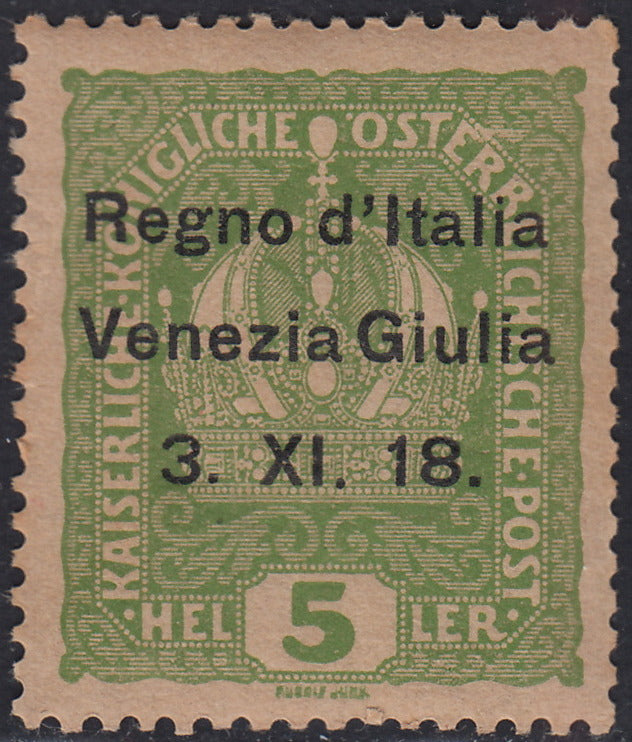 KAISERLICHE·KÖNIGLICHE ÖSTERREICHISCHE·POST·
Regno d'Italia
Venezia Giulia
3. XI. 18.
·HEL 5 LER·